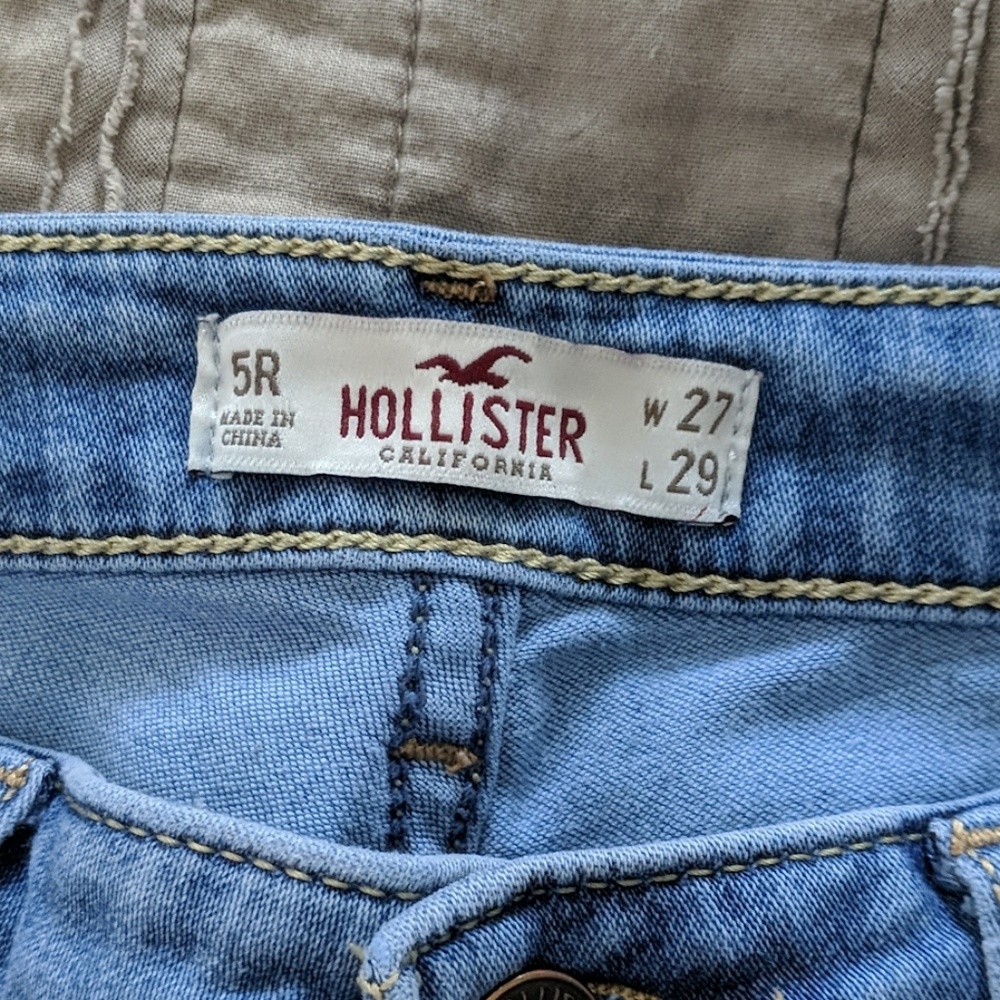 5R
MADE IN
CHINA
HOLLISTER
CALIFORNIA
W 27
L 29